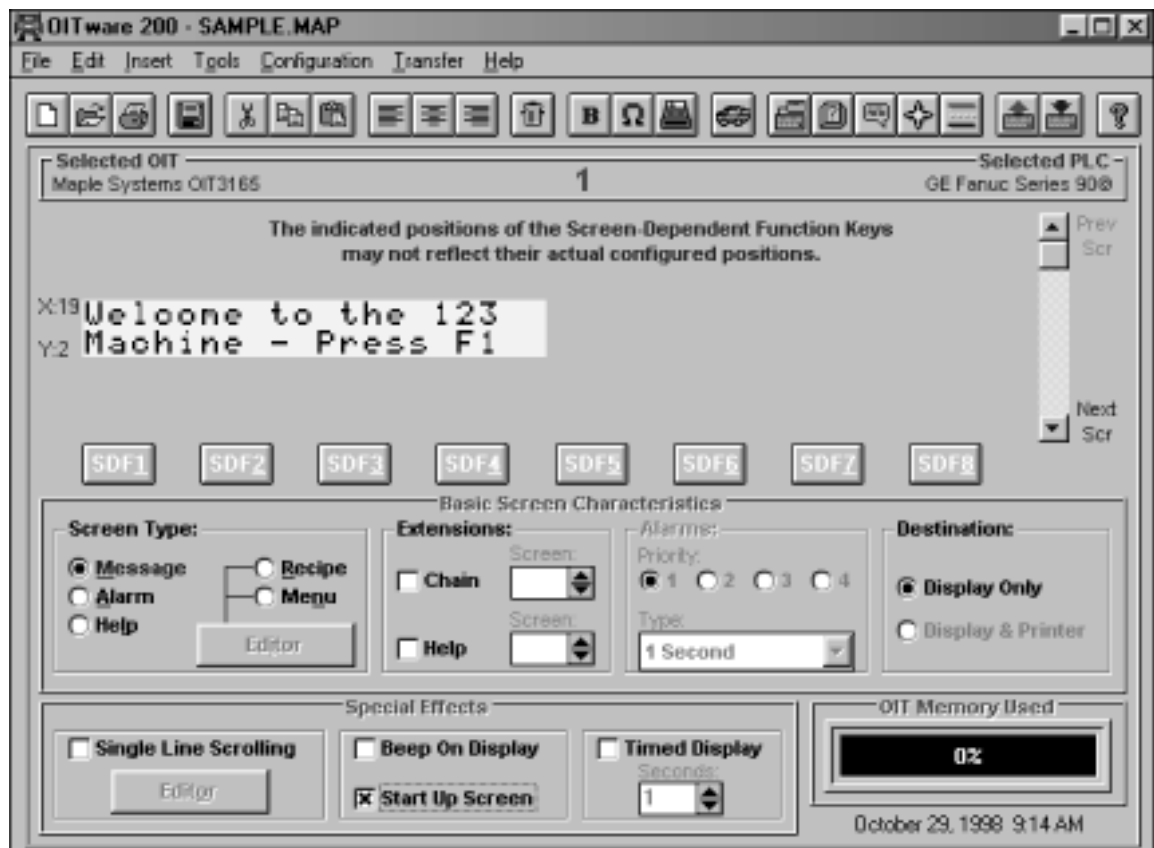 OITware 200 - SAMPLE.MAP
File Edit Insert Tools Configuration Transfer Help
B Ω ?
Selected OIT Selected PLC
Maple Systems OIT3165 1 GE Fanuc Series 90®
The indicated positions of the Screen-Dependent Function Keys
may not reflect their actual configured positions.
Prev
Scr
X:19 Welcome to the 123
Y:2 Machine - Press F1
Next
Scr
SDF1 SDF2 SDF3 SDF4 SDF5 SDF6 SDF7 SDF8
Basic Screen Characteristics
Screen Type: Extensions: Alarms: Destination:
Screen: Priority:
Message Recipe Chain 1 2 3 4 Display Only
Alarm Menu
Help Editor Screen: Type: Display & Printer
Help 1 Second
Special Effects OIT Memory Used
Single Line Scrolling Beep On Display Timed Display 0%
Seconds:
Editor Start Up Screen 1
October 29, 1998 9:14 AM